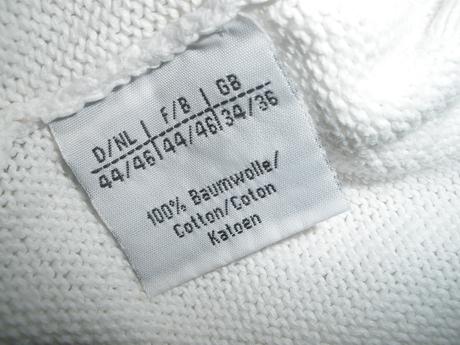 D/NL | F/B | GB
44/46 | 44/46 | 34/36
100% Baumwolle/
Cotton/Coton
Katoen